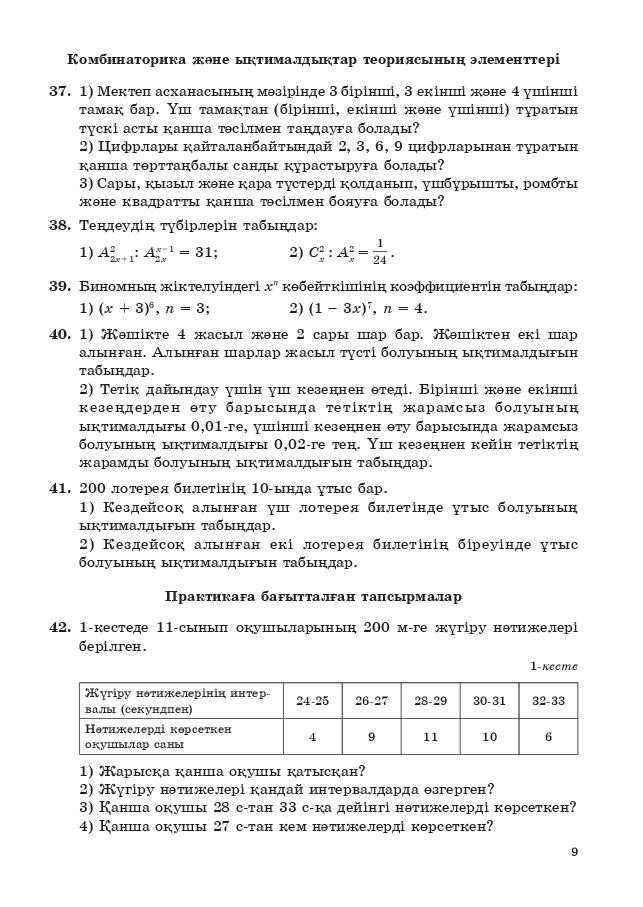 Комбинаторика және ықтималдықтар теориясының элементтері
37. 1) Мектеп асханасының мәзірінде 3 бірінші, 3 екінші және 4 үшінші
тамақ бар. Үш тамақтан (бірінші, екінші және үшінші) тұратын
түскі асты қанша тәсілмен таңдауға болады?
2) Цифрлары қайталанбайтындай 2, 3, 6, 9 цифрларынан тұратын
қанша төрттаңбалы санды құрастыруға болады?
3) Сары, қызыл және қара түстерді қолданып, үшбұрышты, ромбты
және квадратты қанша тәсілмен бояуға болады?
38. Теңдеудің түбірлерін табыңдар:
1) A²₂ₓ₊₁ : Aˣ⁻¹₂ₓ = 31; 2) C²ₓ : A²ₓ = 1/24 .
39. Биномның жіктелуіндегі xⁿ көбейткішінің коэффициентін табыңдар:
1) (x + 3)⁶, n = 3; 2) (1 − 3x)⁷, n = 4.
40. 1) Жәшікте 4 жасыл және 2 сары шар бар. Жәшіктен екі шар
алынған. Алынған шарлар жасыл түсті болуының ықтималдығын
табыңдар.
2) Тетік дайындау үшін үш кезеңнен өтеді. Бірінші және екінші
кезеңдерден өту барысында тетіктің жарамсыз болуының
ықтималдығы 0,01-ге, үшінші кезеңнен өту барысында жарамсыз
болуының ықтималдығы 0,02-ге тең. Үш кезеңнен кейін тетіктің
жарамды болуының ықтималдығын табыңдар.
41. 200 лотерея билетінің 10-ында ұтыс бар.
1) Кездейсоқ алынған үш лотерея билетінде ұтыс болуының
ықтималдығын табыңдар.
2) Кездейсоқ алынған екі лотерея билетінің біреуінде ұтыс
болуының ықтималдығын табыңдар.
Практикаға бағытталған тапсырмалар
42. 1-кестеде 11-сынып оқушыларының 200 м-ге жүгіру нәтижелері
берілген.
1-кесте
Жүгіру нәтижелерінің интер-
валы (секундпен) 24-25 26-27 28-29 30-31 32-33
Нәтижелерді көрсеткен
оқушылар саны 4 9 11 10 6
1) Жарысқа қанша оқушы қатысқан?
2) Жүгіру нәтижелері қандай интервалдарда өзгерген?
3) Қанша оқушы 28 с-тан 33 с-қа дейінгі нәтижелерді көрсеткен?
4) Қанша оқушы 27 с-тан кем нәтижелерді көрсеткен?
9